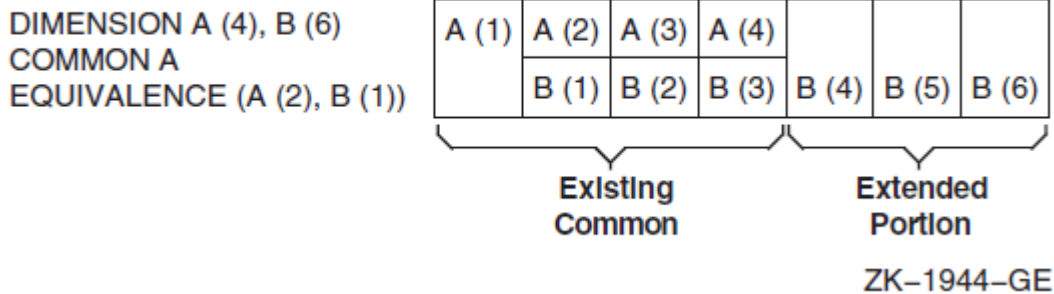 DIMENSION A (4), B (6)
COMMON A
EQUIVALENCE (A (2), B (1))
A (1) A (2) A (3) A (4)
B (1) B (2) B (3) B (4) B (5) B (6)
Existing
Common
Extended
Portion
ZK–1944–GE